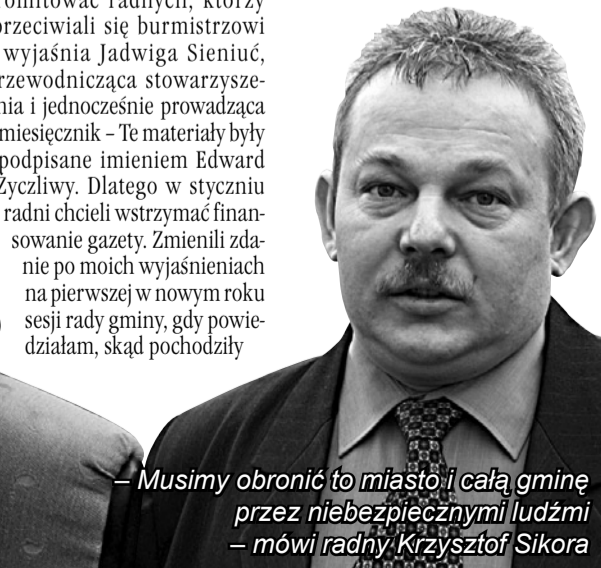 romitować radnych, którzy
przeciwiali się burmistrzowi
wyjaśnia Jadwiga Sieniuć,
rzewodnicząca stowarzysze-
nia i jednocześnie prowadząca
miesięcznik – Te materiały były
podpisane imieniem Edward
Życzliwy. Dlatego w styczniu
radni chcieli wstrzymać finan-
sowanie gazety. Zmienili zda-
nie po moich wyjaśnieniach
na pierwszej w nowym roku
sesji rady gminy, gdy powie-
działam, skąd pochodziły
– Musimy obronić to miasto i całą gminę
przez niebezpiecznymi ludźmi
– mówi radny Krzysztof Sikora